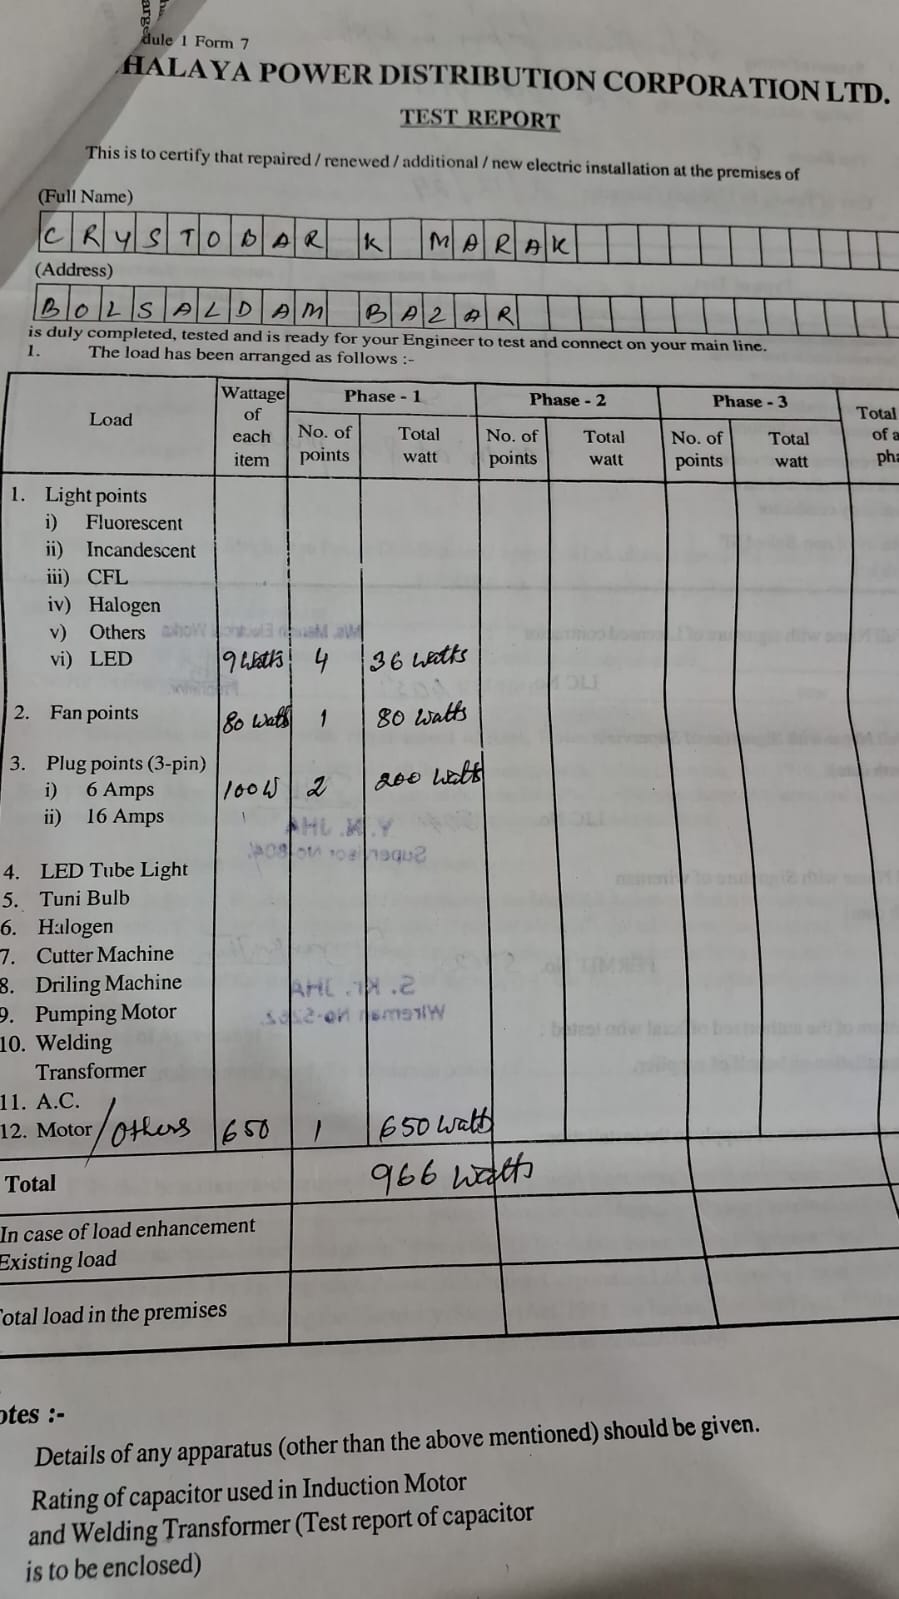 dule 1 Form 7
HALAYA POWER DISTRIBUTION CORPORATION LTD.
TEST REPORT
This is to certify that repaired / renewed / additional / new electric installation at the premises of
(Full Name)
CRYSTOBAR K MARAK
(Address)
BOLSALDAM BAZAR
is duly completed, tested and is ready for your Engineer to test and connect on your main line.
1. The load has been arranged as follows :-
Load Wattage of each item Phase - 1 Phase - 2 Phase - 3 Total
No. of points Total watt No. of points Total watt No. of points Total watt
1. Light points
i) Fluorescent
ii) Incandescent
iii) CFL
iv) Halogen
v) Others
vi) LED 9 watts 4 36 watts
2. Fan points 80 watts 1 80 watts
3. Plug points (3-pin)
i) 6 Amps 100W 2 200 watts
ii) 16 Amps
4. LED Tube Light
5. Tuni Bulb
6. Halogen
7. Cutter Machine
8. Driling Machine
9. Pumping Motor
10. Welding
Transformer
11. A.C.
12. Motor / Others 650 1 650 watts
Total 966 watts
In case of load enhancement
Existing load
Total load in the premises
otes :-
Details of any apparatus (other than the above mentioned) should be given.
Rating of capacitor used in Induction Motor
and Welding Transformer (Test report of capacitor
is to be enclosed)